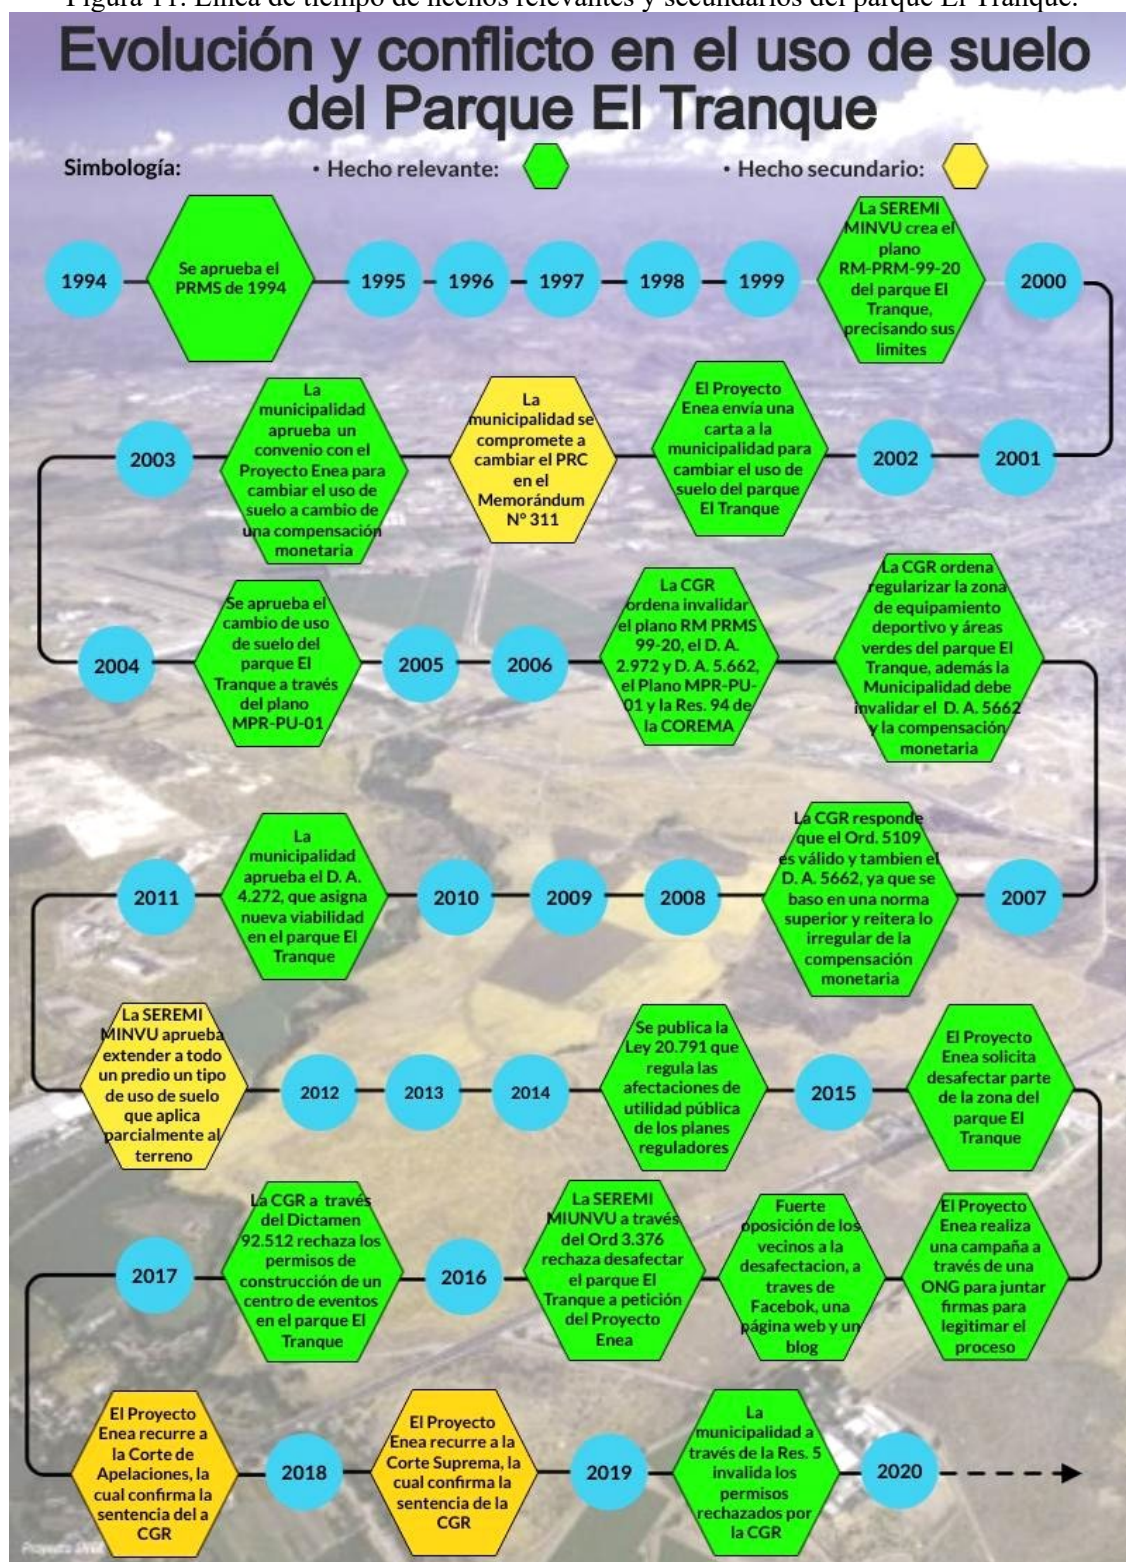 Figura 11. Línea de tiempo de hechos relevantes y secundarios del parque El Tranque.
Evolución y conflicto en el uso de suelo
del Parque El Tranque
Simbología:
• Hecho relevante:
• Hecho secundario:
1994
Se aprueba el
PRMS de 1994
1995
1996
1997
1998
1999
La SEREMI
MINVU crea el
plano
RM-PRM-99-20
del parque El
Tranque,
precisando sus
limites
2000
2001
2002
El Proyecto
Enea envía una
carta a la
municipalidad para
cambiar el uso de
suelo del parque
El Tranque
La
municipalidad se
compromete a
cambiar el PRC
en el
Memorándum
N° 311
La
municipalidad
aprueba un
convenio con el
Proyecto Enea para
cambiar el uso de
suelo a cambio de
una compensación
monetaria
2003
2004
Se aprueba el
cambio de uso
de suelo del
parque El
Tranque a través
del plano
MPR-PU-01
2005
2006
La CGR
ordena invalidar
el plano RM PRMS
99-20, el D. A.
2.972 y D. A. 5.662,
el Plano MPR-PU-
01 y la Res. 94 de
la COREMA
La CGR ordena
regularizar la zona
de equipamiento
deportivo y áreas
verdes del parque El
Tranque, además la
Municipalidad debe
invalidar el D. A. 5662
y la compensación
monetaria
2007
La CGR responde
que el Ord. 5109
es válido y tambien el
D. A. 5662, ya que se
baso en una norma
superior y reitera lo
irregular de la
compensación
monetaria
2008
2009
2010
La
municipalidad
aprueba el D. A.
4.272, que asigna
nueva viabilidad
en el parque El
Tranque
2011
La SEREMI
MINVU aprueba
extender a todo
un predio un tipo
de uso de suelo
que aplica
parcialmente al
terreno
2012
2013
2014
Se publica la
Ley 20.791 que
regula las
afectaciones de
utilidad pública
de los planes
reguladores
2015
El Proyecto
Enea solicita
desafectar parte
de la zona del
parque El
Tranque
El Proyecto
Enea realiza
una campaña a
través de una
ONG para juntar
firmas para
legitimar el
proceso
Fuerte
oposición de los
vecinos a la
desafectacion, a
traves de
Facebok, una
página web y un
blog
La SEREMI
MIUNVU a través
del Ord 3.376
rechaza desafectar
el parque El
Tranque a petición
del Proyecto
Enea
2016
La CGR a través
del Dictamen
92.512 rechaza los
permisos de
construcción de un
centro de eventos
en el parque El
Tranque
2017
El Proyecto
Enea recurre a
la Corte de
Apelaciones, la
cual confirma la
sentencia del a
CGR
2018
El Proyecto
Enea recurre a la
Corte Suprema, la
cual confirma la
sentencia de la
CGR
2019
La
municipalidad a
través de la Res. 5
invalida los
permisos
rechazados por
la CGR
2020